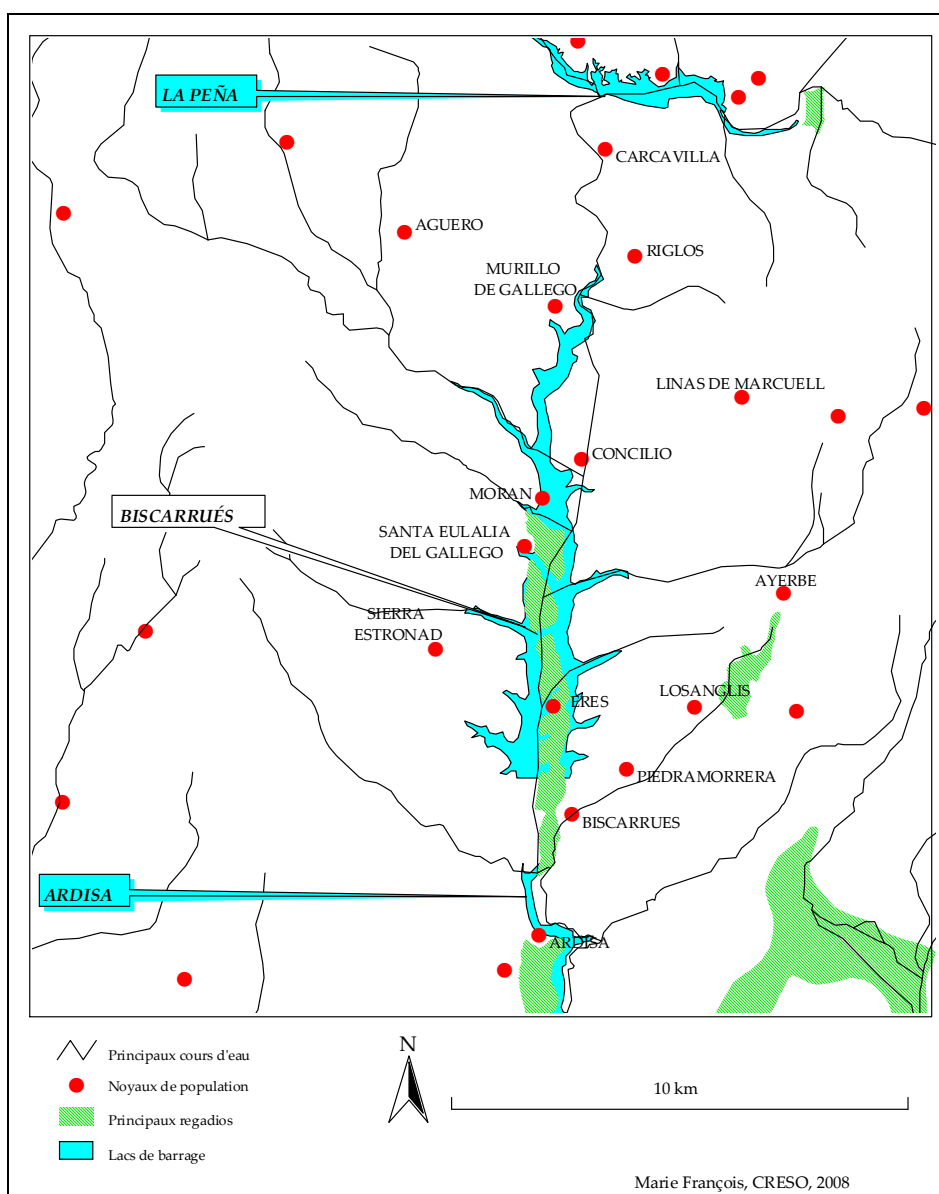 LA PEÑA
CARCAVILLA
AGUERO
RIGLOS
MURILLO
DE GALLEGO
LINAS DE MARCUELL
CONCILIO
MORAN
BISCARRUÉS
SANTA EULALIA
DEL GALLEGO
AYERBE
SIERRA
ESTRONAD
LOSANGLIS
ERES
PIEDRAMORRERA
BISCARRUES
ARDISA
ARDISA
Principaux cours d'eau
Noyaux de population
Principaux regadios
Lacs de barrage
N
10 km
Marie François, CRESO, 2008